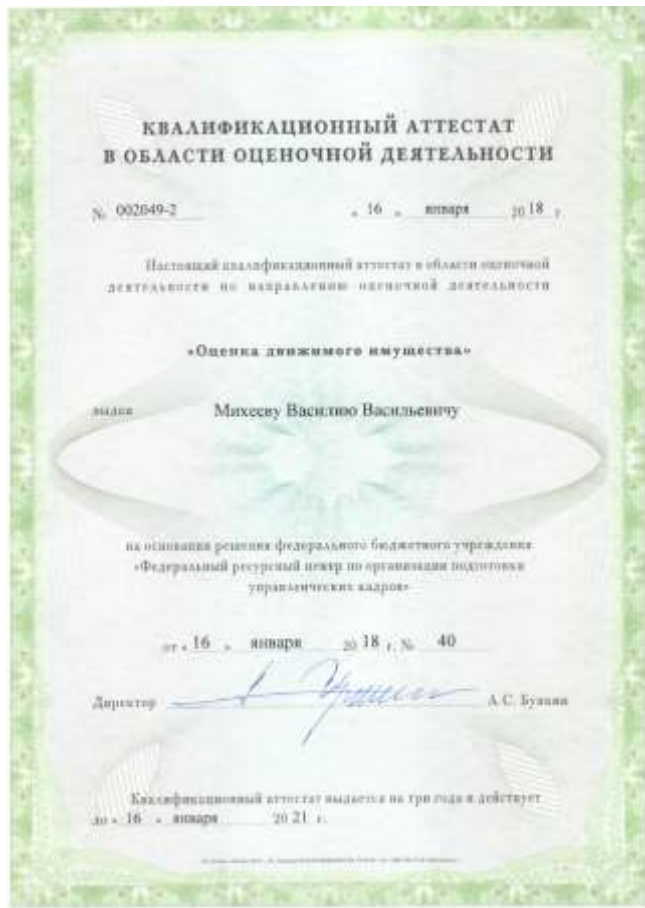 КВАЛИФИКАЦИОННЫЙ АТТЕСТАТ
В ОБЛАСТИ ОЦЕНОЧНОЙ ДЕЯТЕЛЬНОСТИ
№ 002049-2 « 16 » января 20 18 г
Настоящий квалификационный аттестат в области оценочной
деятельности по направлению оценочной деятельности
«Оценка движимого имущества»
выдан Михееву Василию Васильевичу
на основании решения федерального бюджетного учреждения
«Федеральный ресурсный центр по организации подготовки
управленческих кадров»
от « 16 » января 20 18 г. № 40
Директор А.С. Бункин
Квалификационный аттестат выдается на три года и действует
до « 16 » января 20 21 г.